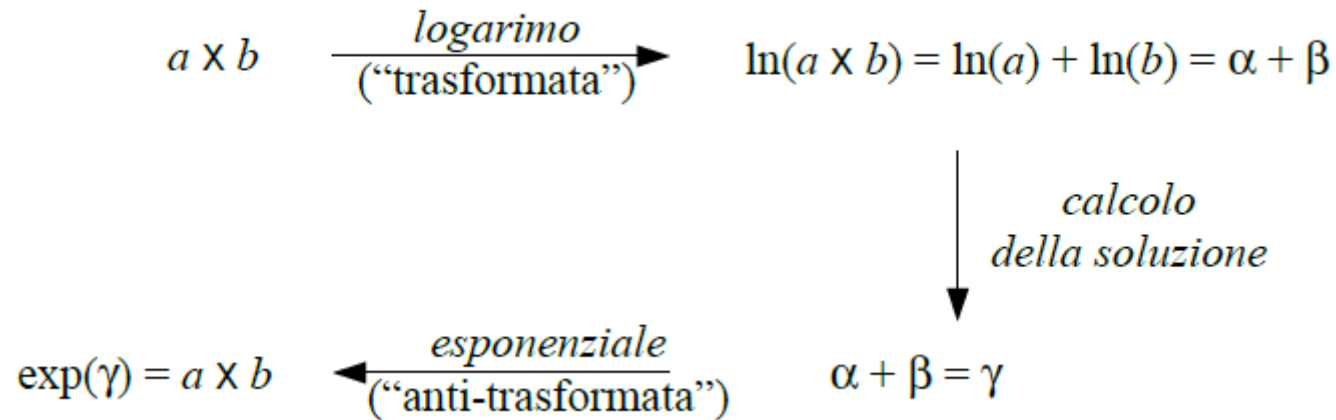 a x b
logarimo
(“trasformata”)
ln(a x b) = ln(a) + ln(b) = α + β
calcolo
della soluzione
exp(γ) = a x b
esponenziale
(“anti-trasformata”)
α + β = γ